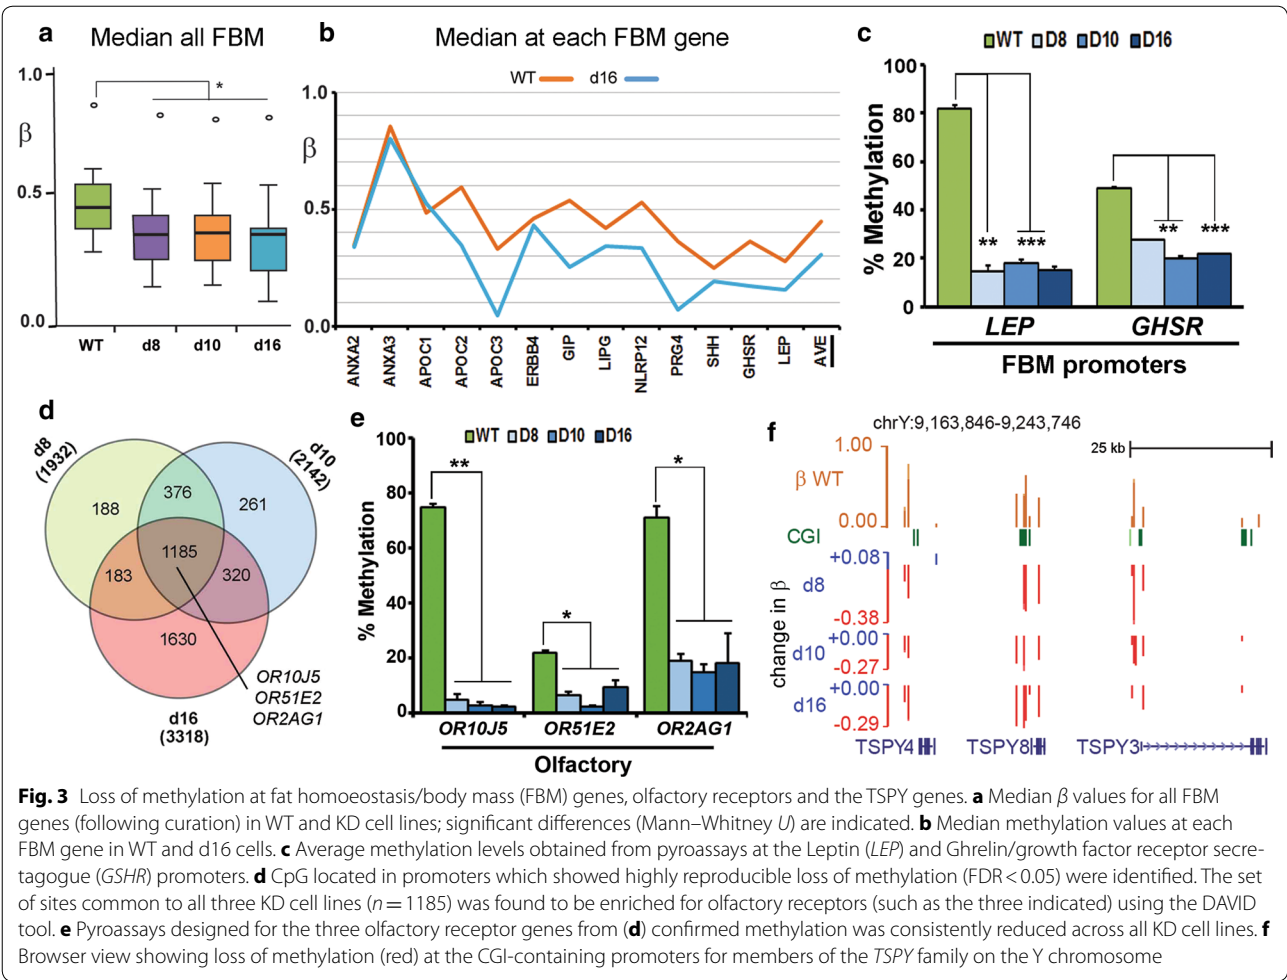 a
Median all FBM
1.0
β
0.5
0.0
*
WT d8 d10 d16
b
Median at each FBM gene
WT d16
1.0
β
0.5
0.0
ANXA2
ANXA3
APOC1
APOC2
APOC3
ERBB4
GIP
LIPG
NLRP12
PRG4
SHH
GHSR
LEP
AVE
c
WT D8 D10 D16
% Methylation
100
80
60
40
20
0
** ***
** ***
LEP GHSR
FBM promoters
d
d8
(1932)
d10
(2142)
188
376
261
1185
183
320
1630
OR10J5
OR51E2
OR2AG1
d16
(3318)
e
WT D8 D10 D16
% Methylation
100
80
60
40
20
0
**
*
*
OR10J5 OR51E2 OR2AG1
Olfactory
f
chrY:9,163,846-9,243,746
25 kb
1.00
β WT
0.00
CGI
change in β
+0.08
d8
-0.38
+0.00
d10
-0.27
+0.00
d16
-0.29
TSPY4 TSPY8 TSPY3
Fig. 3 Loss of methylation at fat homoeostasis/body mass (FBM) genes, olfactory receptors and the TSPY genes. a Median β values for all FBM
genes (following curation) in WT and KD cell lines; significant differences (Mann–Whitney U) are indicated. b Median methylation values at each
FBM gene in WT and d16 cells. c Average methylation levels obtained from pyroassays at the Leptin (LEP) and Ghrelin/growth factor receptor secre-
tagogue (GSHR) promoters. d CpG located in promoters which showed highly reproducible loss of methylation (FDR < 0.05) were identified. The set
of sites common to all three KD cell lines (n = 1185) was found to be enriched for olfactory receptors (such as the three indicated) using the DAVID
tool. e Pyroassays designed for the three olfactory receptor genes from (d) confirmed methylation was consistently reduced across all KD cell lines. f
Browser view showing loss of methylation (red) at the CGI-containing promoters for members of the TSPY family on the Y chromosome